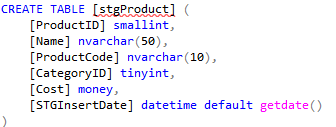 CREATE TABLE [stgProduct] (
[ProductID] smallint,
[Name] nvarchar(50),
[ProductCode] nvarchar(10),
[CategoryID] tinyint,
[Cost] money,
[STGInsertDate] datetime default getdate()
)